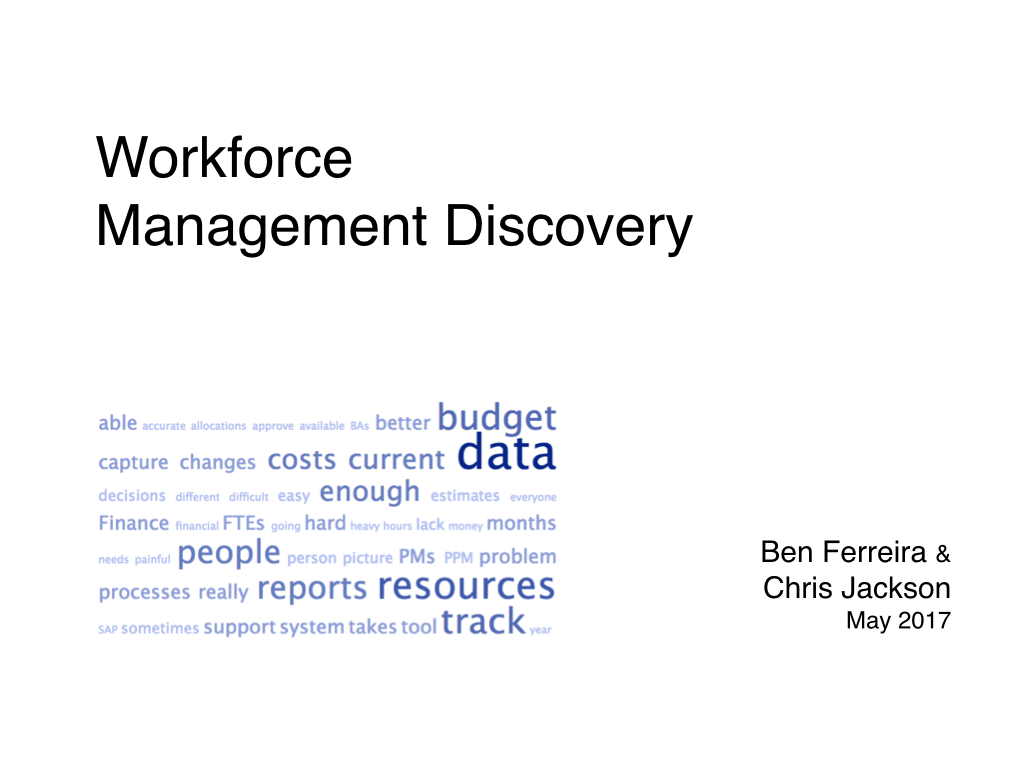 Workforce
Management Discovery
able accurate allocations approve available BAs better budget
capture changes costs current data
decisions different difficult easy enough estimates everyone
Finance financial FTEs going hard heavy hours lack money months
needs painful people person picture PMs PPM problem
processes really reports resources
SAP sometimes support system takes tool track year
Ben Ferreira &
Chris Jackson
May 2017